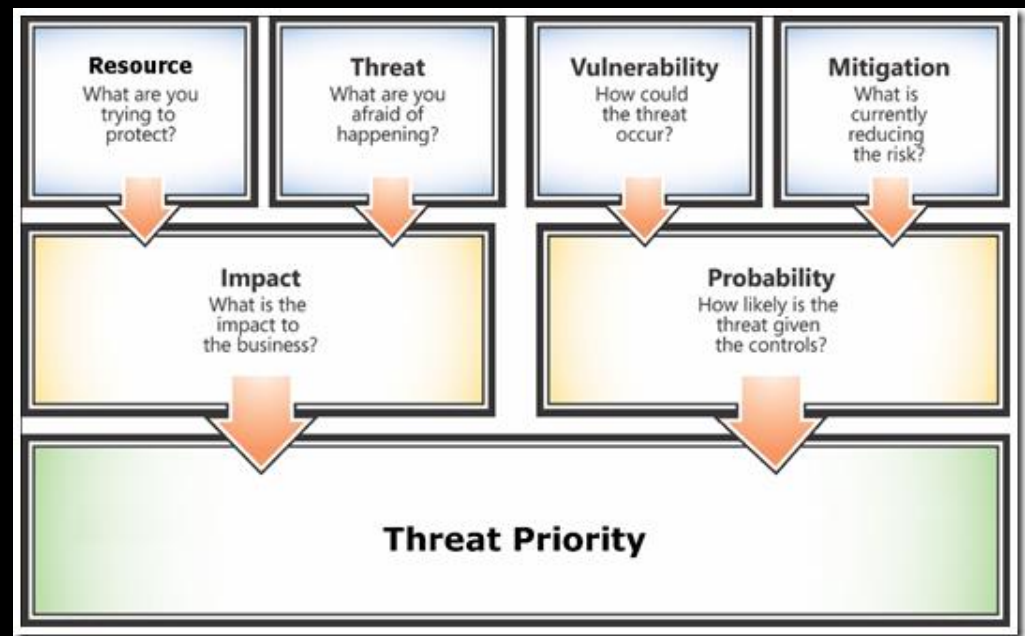 Resource
What are you
trying to
protect?
Threat
What are you
afraid of
happening?
Vulnerability
How could
the threat
occur?
Mitigation
What is
currently
reducing
the risk?
Impact
What is the
impact to
the business?
Probability
How likely is the
threat given
the controls?
Threat Priority